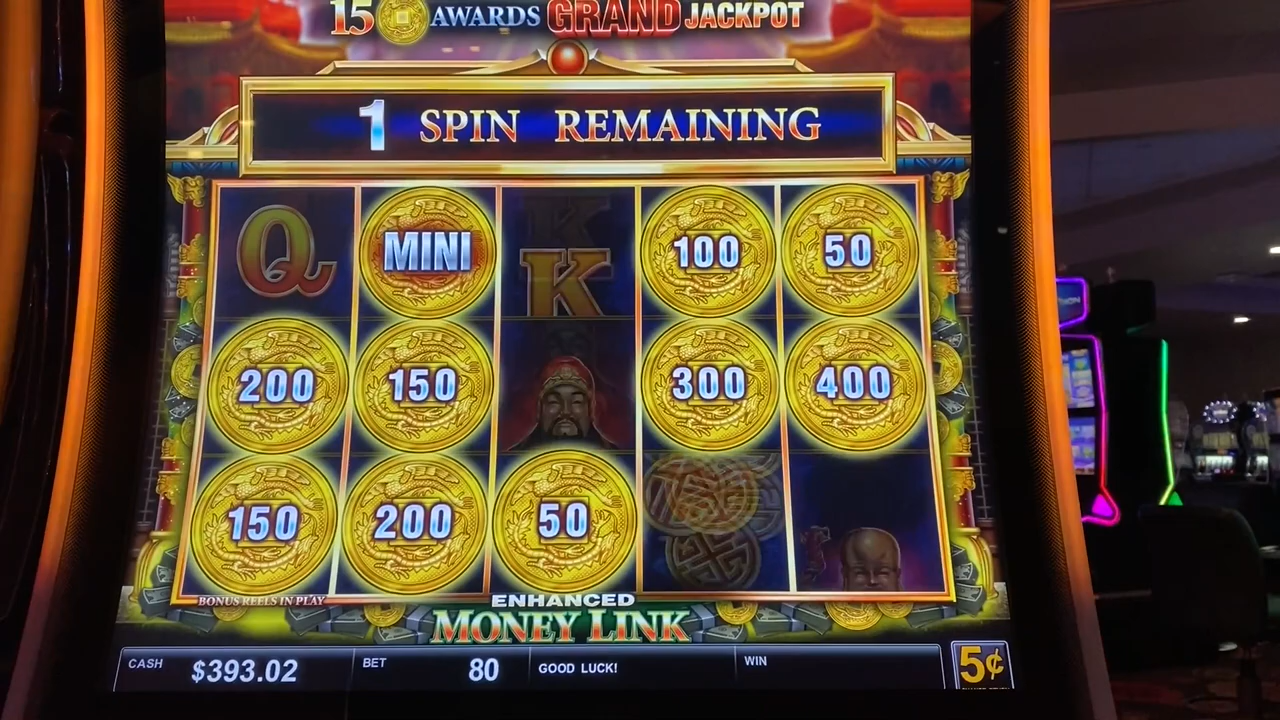 15 AWARDS GRAND JACKPOT
1 SPIN REMAINING
Q MINI K 100 50
200 150 300 400
150 200 50
BONUS REELS IN PLAY
ENHANCED
MONEY LINK
CASH $393.02 BET 80 GOOD LUCK! WIN 5¢